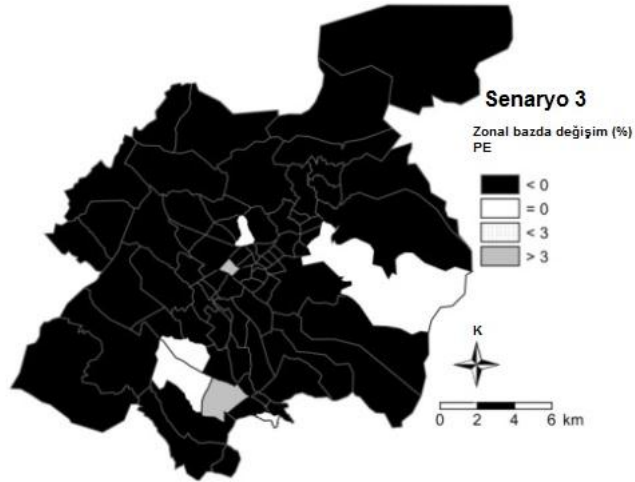 Senaryo 3
Zonal bazda değişim (%)
PE
< 0
= 0
< 3
> 3
K
0 2 4 6 km